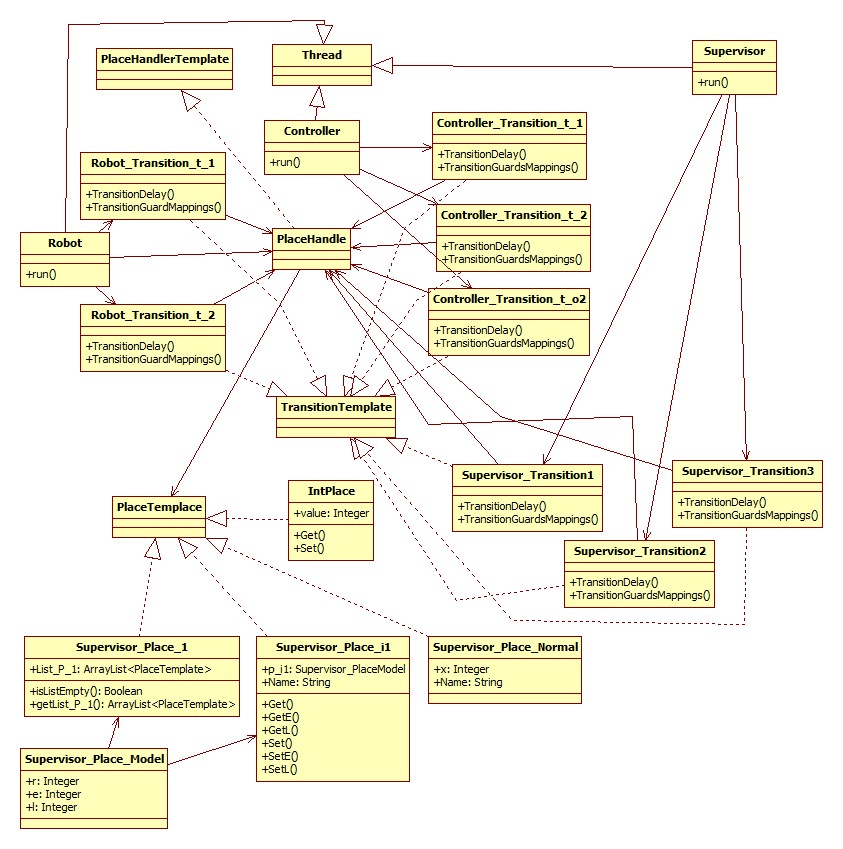 Thread
PlaceHandlerTemplate
Supervisor
+run()
Controller
+run()
Controller_Transition_t_1
+TransitionDelay()
+TransitionGuardsMappings()
Robot_Transition_t_1
+TransitionDelay()
+TransitionGuardMappings()
Controller_Transition_t_2
+TransitionDelay()
+TransitionGuardsMappings()
Robot
+run()
PlaceHandle
Controller_Transition_t_o2
+TransitionDelay()
+TransitionGuardsMappings()
Robot_Transition_t_2
+TransitionDelay()
+TransitionGuardMappings()
TransitionTemplate
Supervisor_Transition1
+TransitionDelay()
+TransitionGuardsMappings()
Supervisor_Transition3
+TransitionDelay()
+TransitionGuardsMappings()
IntPlace
+value: Integer
+Get()
+Set()
PlaceTemplace
Supervisor_Transition2
+TransitionDelay()
+TransitionGuardsMappings()
Supervisor_Place_1
+List_P_1: ArrayList<PlaceTemplate>
+isListEmpty(): Boolean
+getList_P_1(): ArrayList<PlaceTemplate>
Supervisor_Place_i1
+p_i1: Supervisor_PlaceModel
+Name: String
+Get()
+GetE()
+GetL()
+Set()
+SetE()
+SetL()
Supervisor_Place_Normal
+x: Integer
+Name: String
Supervisor_Place_Model
+r: Integer
+e: Integer
+l: Integer